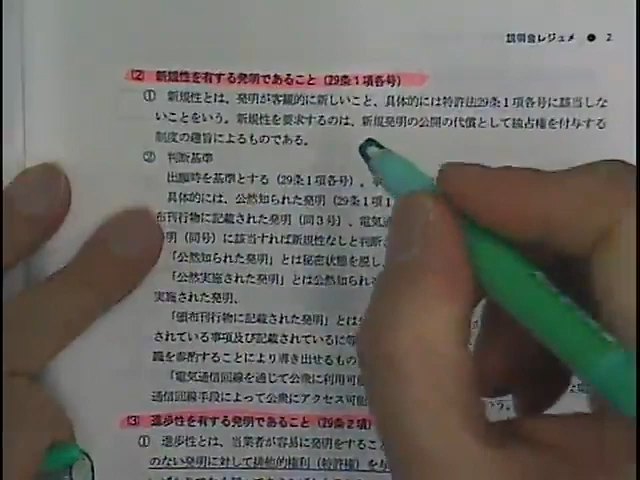 説明会レジュメ ● 2
(2) 新規性を有する発明であること（29条1項各号）
① 新規性とは、発明が客観的に新しいこと、具体的には特許法29条1項各号に該当しな
いことをいう。新規性を要求するのは、新規発明の公開の代償として独占権を付与する
制度の趣旨によるものである。
② 判断基準
出願時を基準とする（29条1項各号）。
具体的には、公然知られた発明（29条1項1
布刊行物に記載された発明（同3号）、電気通
明（同号）に該当すれば新規性なしと判断さ
「公然知られた発明」とは秘密状態を脱し
「公然実施された発明」とは公然知られる
実施された発明、
「頒布刊行物に記載された発明」とは
されている事項及び記載されているに等
識を参酌することにより導き出せるもの
「電気通信回線を通じて公衆に利用可能
通信回線手段によって公衆にアクセス可能
(3) 進歩性を有する発明であること（29条2項）
① 進歩性とは、当業者が容易に発明をすること
のない発明に対して排他的権利（特許権）を与